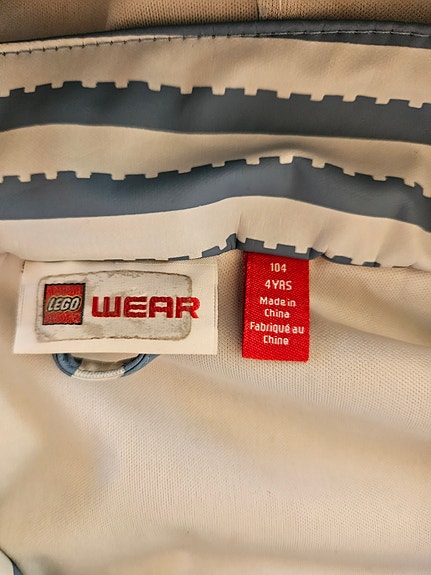 LEGO WEAR
104
4YRS
Made in
China
Fabriqué au
Chine